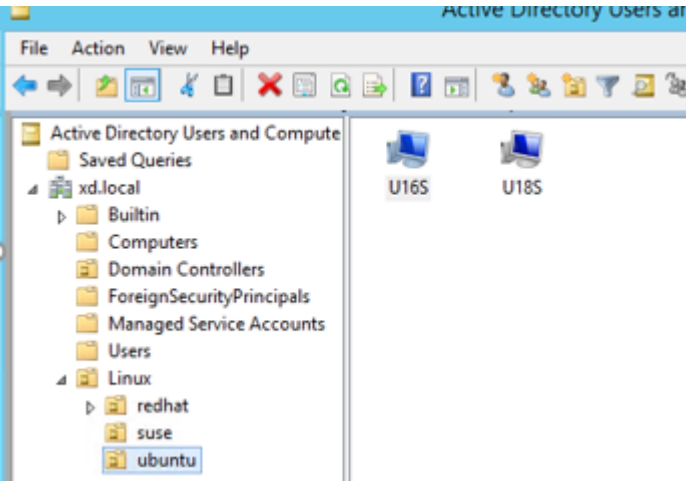 Active Directory Users an
File Action View Help
Active Directory Users and Compute
Saved Queries
xd.local
Builtin
Computers
Domain Controllers
ForeignSecurityPrincipals
Managed Service Accounts
Users
Linux
redhat
suse
ubuntu
U16S U18S